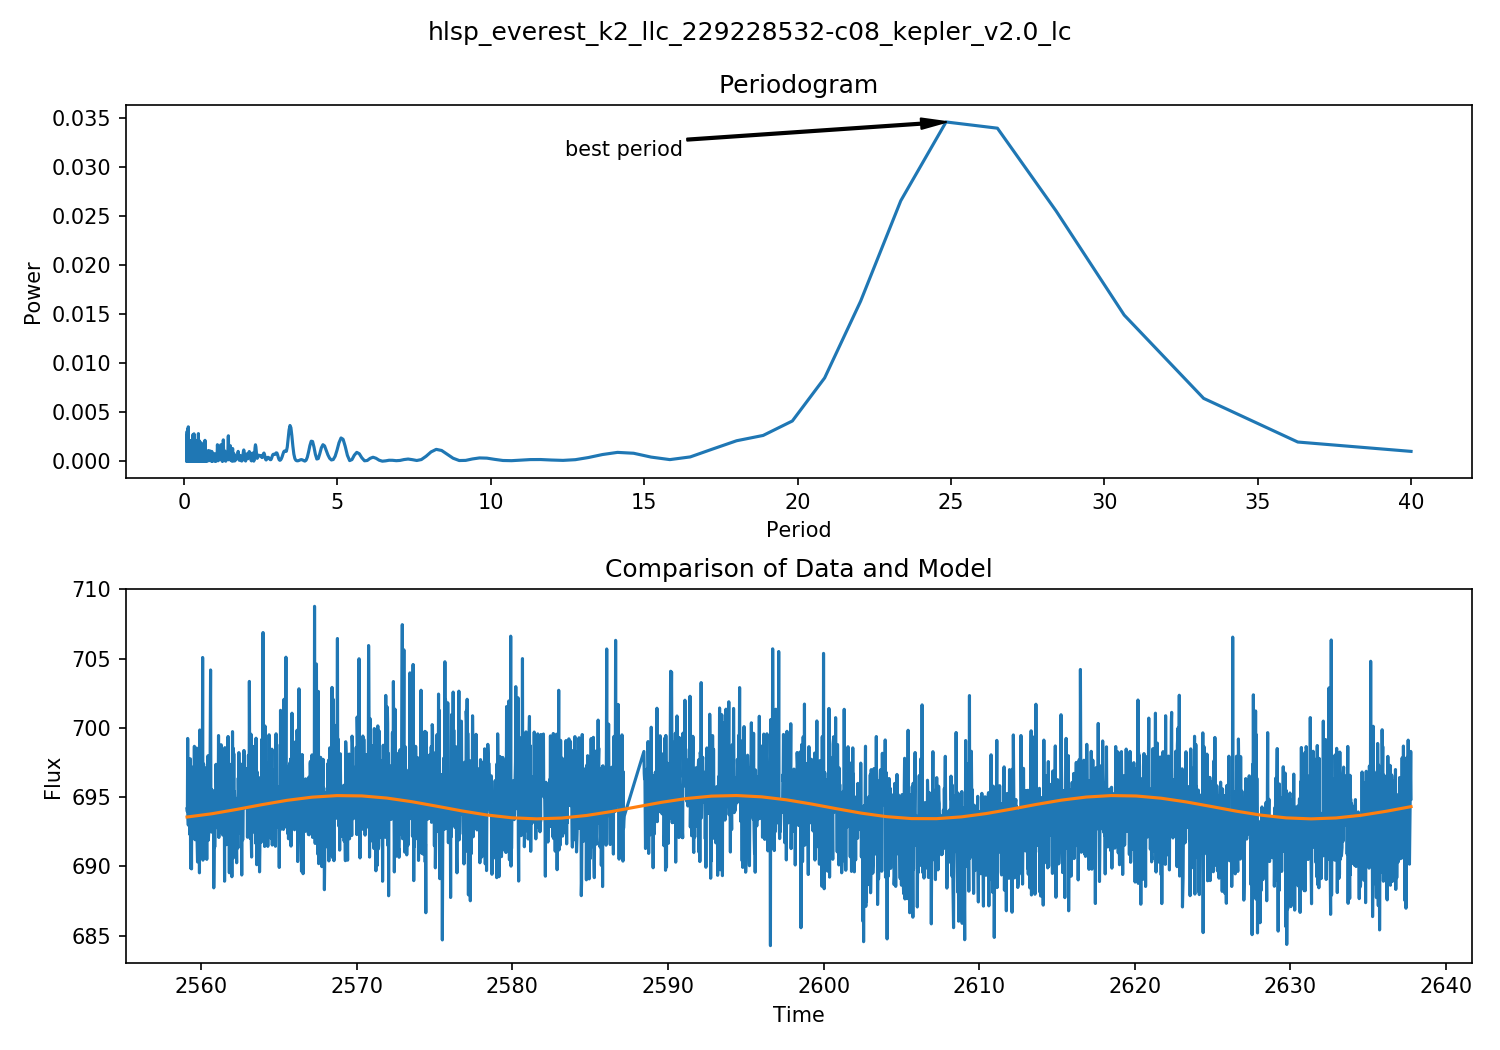 hlsp_everest_k2_llc_229228532-c08_kepler_v2.0_lc
Periodogram
0.035
0.030
0.025
0.020
0.015
0.010
0.005
0.000
Power
best period
0 5 10 15 20 25 30 35 40
Period
Comparison of Data and Model
710
705
700
695
690
685
Flux
2560 2570 2580 2590 2600 2610 2620 2630 2640
Time